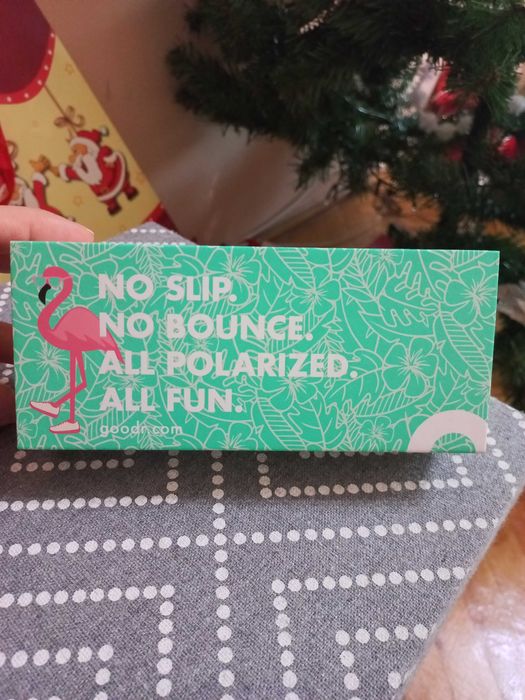 NO SLIP.
NO BOUNCE.
ALL POLARIZED.
ALL FUN.
goodr.com